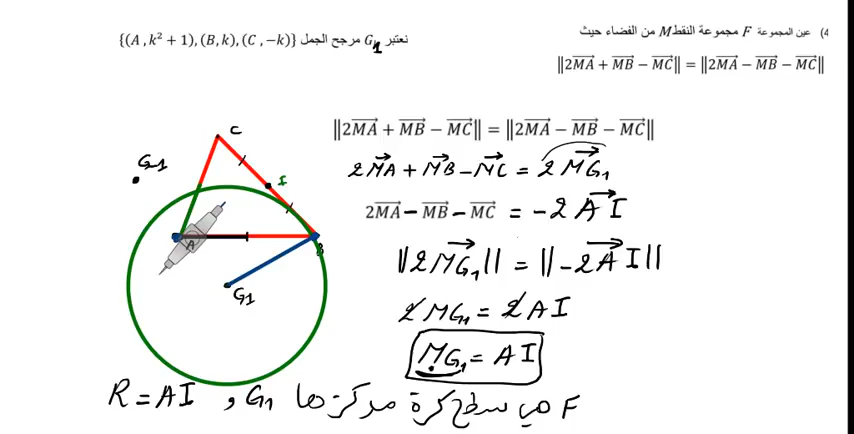 4) عين المجموعة F مجموعة النقط M من الفضاء حيث
‖2MA⃗ + MB⃗ − MC⃗‖ = ‖2MA⃗ − MB⃗ − MC⃗‖
نعتبر G1 مرجح الجمل {(A, k² + 1), (B, k), (C, −k)}
‖2MA⃗ + MB⃗ − MC⃗‖ = ‖2MA⃗ − MB⃗ − MC⃗‖
2MA⃗ + MB⃗ − MC⃗ = 2MG₁⃗
2MA⃗ − MB⃗ − MC⃗ = −2AI⃗
‖2MG₁⃗‖ = ‖−2AI⃗‖
2MG₁ = 2AI
MG₁ = AI
F هي سطح كرة مركزها G1 و R = AI
C
G1
I
A
B
G1